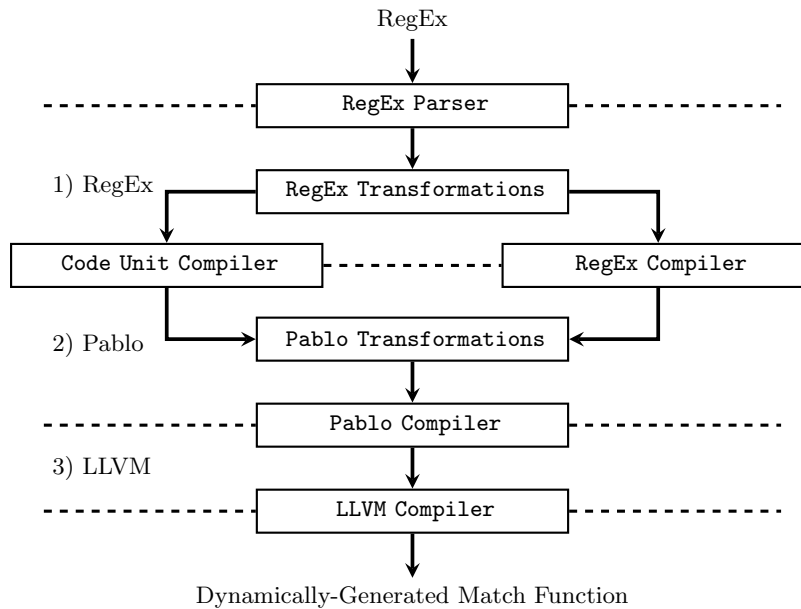 RegEx
RegEx Parser
1) RegEx
RegEx Transformations
Code Unit Compiler
RegEx Compiler
2) Pablo
Pablo Transformations
Pablo Compiler
3) LLVM
LLVM Compiler
Dynamically-Generated Match Function